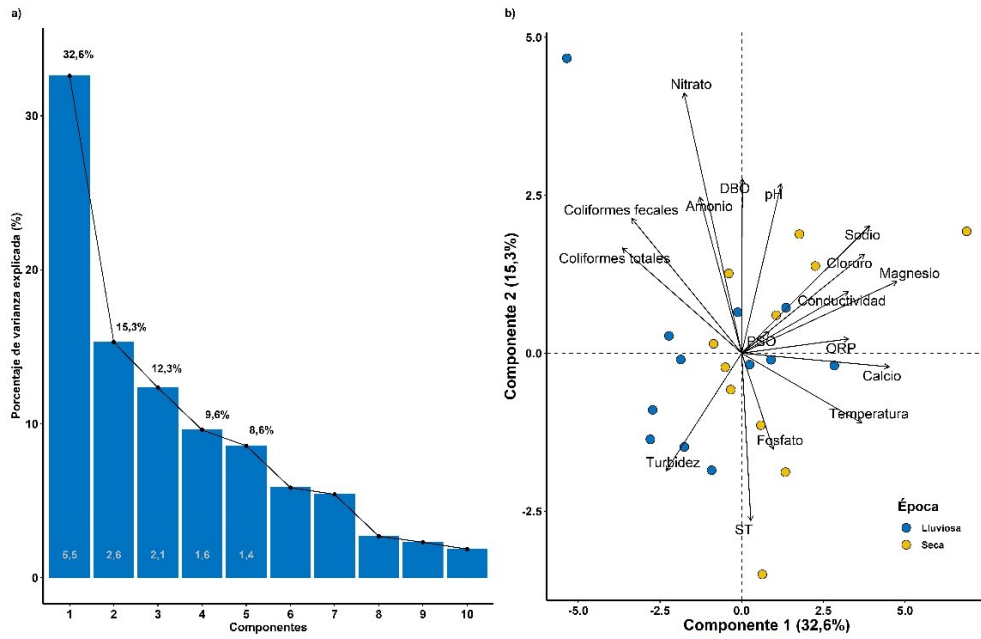 a)
32,6%
15,3%
12,3%
9,6%
8,6%
5,5
2,6
2,1
1,6
1,4
Porcentaje de varianza explicada (%)
0
10
20
30
1 2 3 4 5 6 7 8 9 10
Componentes
b)
Componente 2 (15,3%)
5.0
2.5
0.0
-2.5
Nitrato
DBO
pH
Amonio
Coliformes fecales
Coliformes totales
Sodio
Cloruro
Magnesio
Conductividad
PSO
ORP
Calcio
Temperatura
Fosfato
Turbidez
ST
Época
Lluviosa
Seca
-5.0 -2.5 0.0 2.5 5.0
Componente 1 (32,6%)